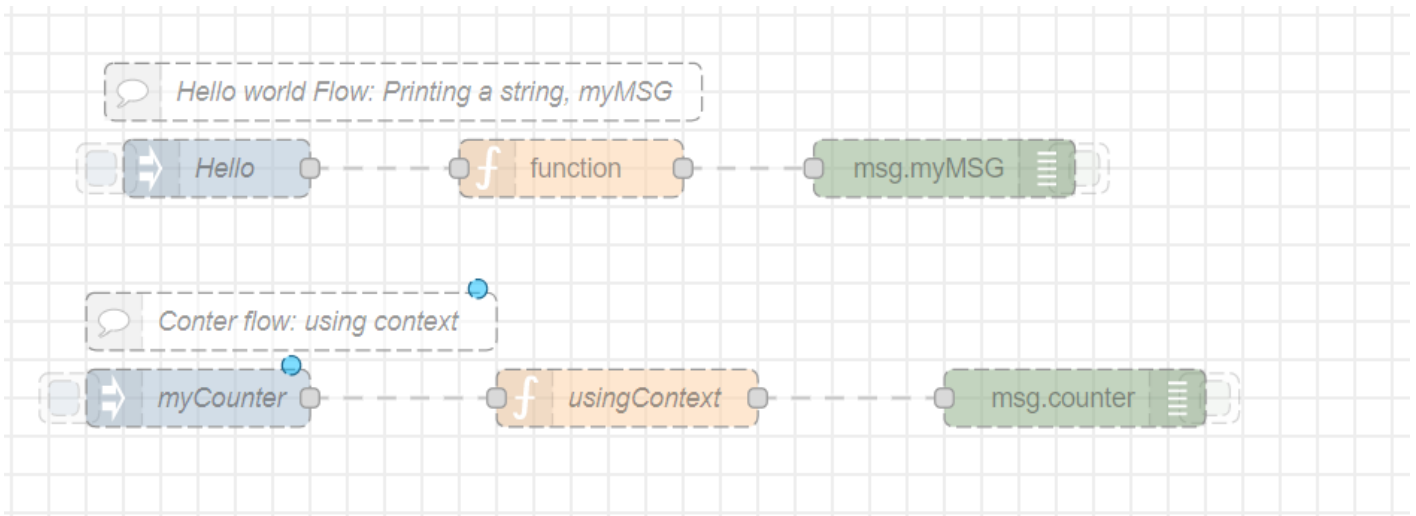 Hello world Flow: Printing a string, myMSG
Hello
function
msg.myMSG
Conter flow: using context
myCounter
usingContext
msg.counter